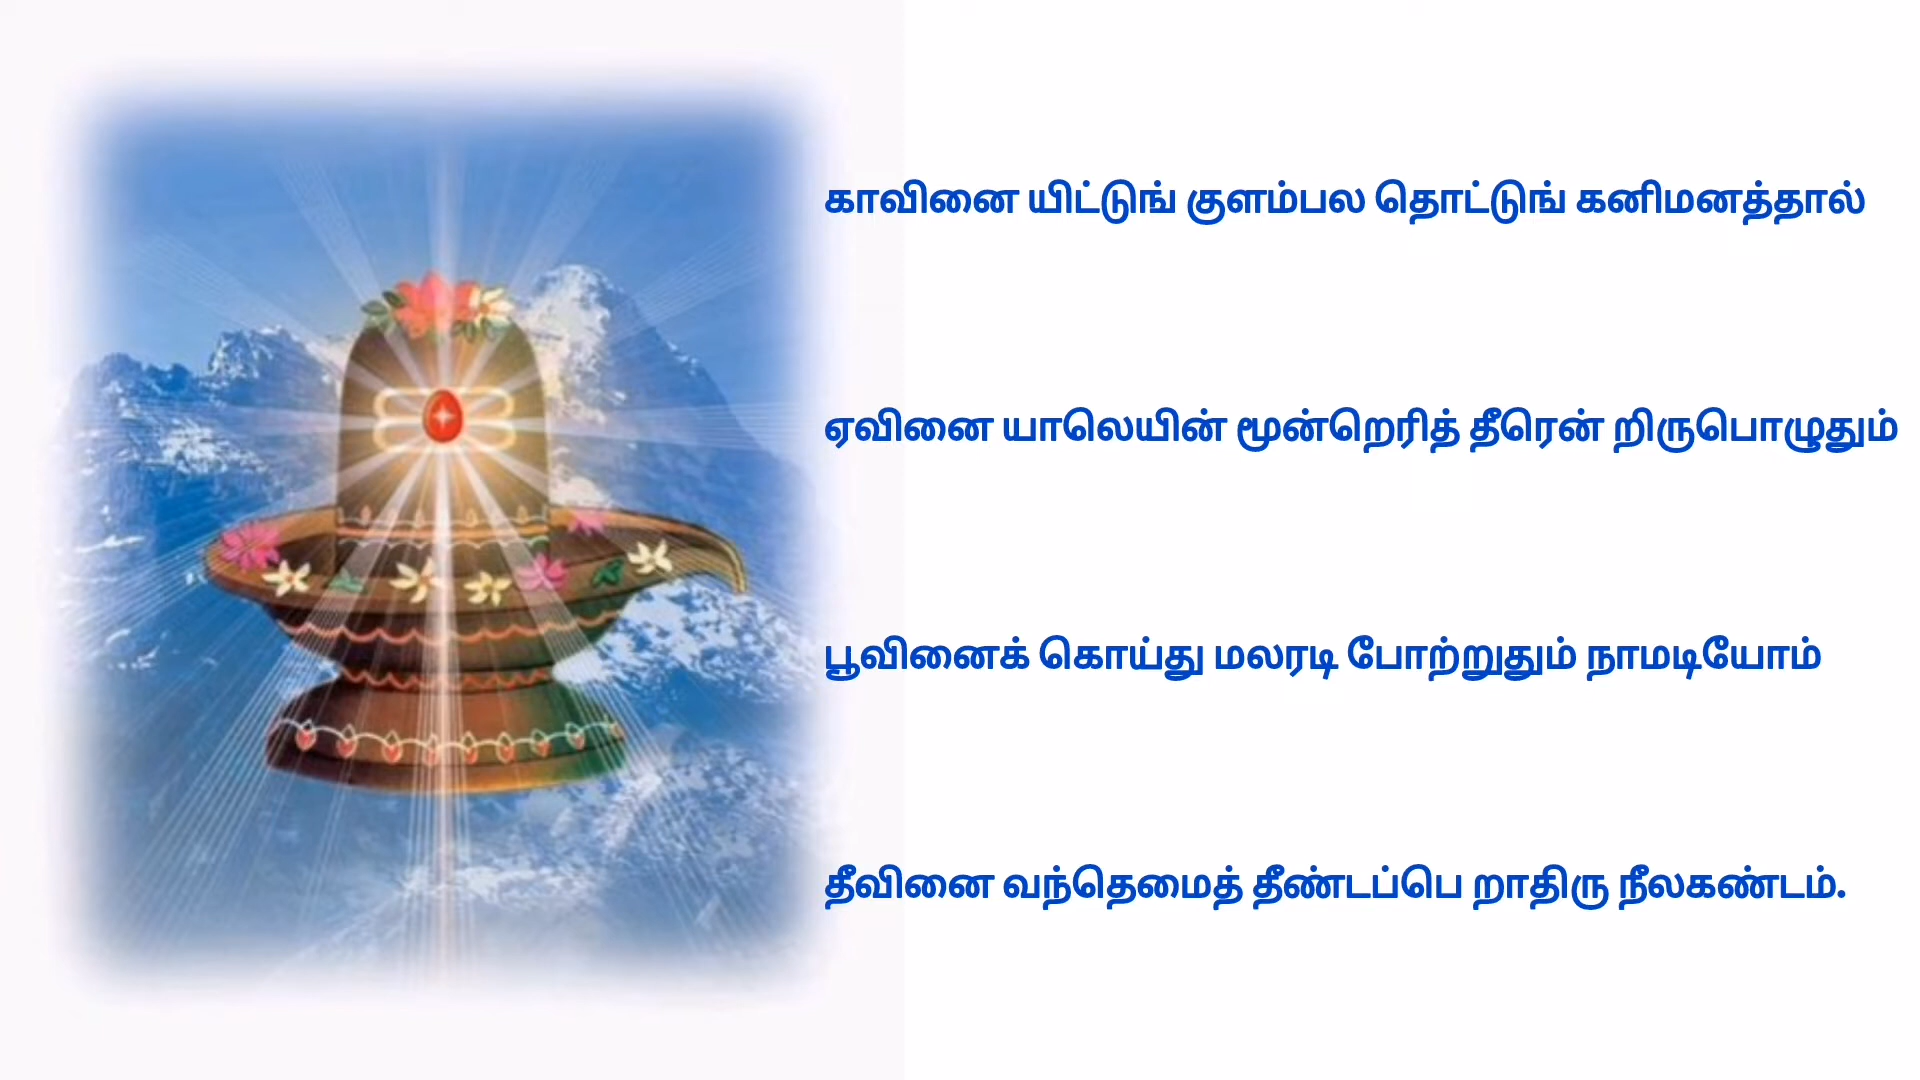 காவினை யிட்டுங் குளம்பல தொட்டுங் கனிமனத்தால்
ஏவினை யாலெயின் மூன்றெரித் தீரென் றிருபொழுதும்
பூவினைக் கொய்து மலரடி போற்றுதும் நாமடியோம்
தீவினை வந்தெமைத் தீண்டப்பெ றாதிரு நீலகண்டம்.